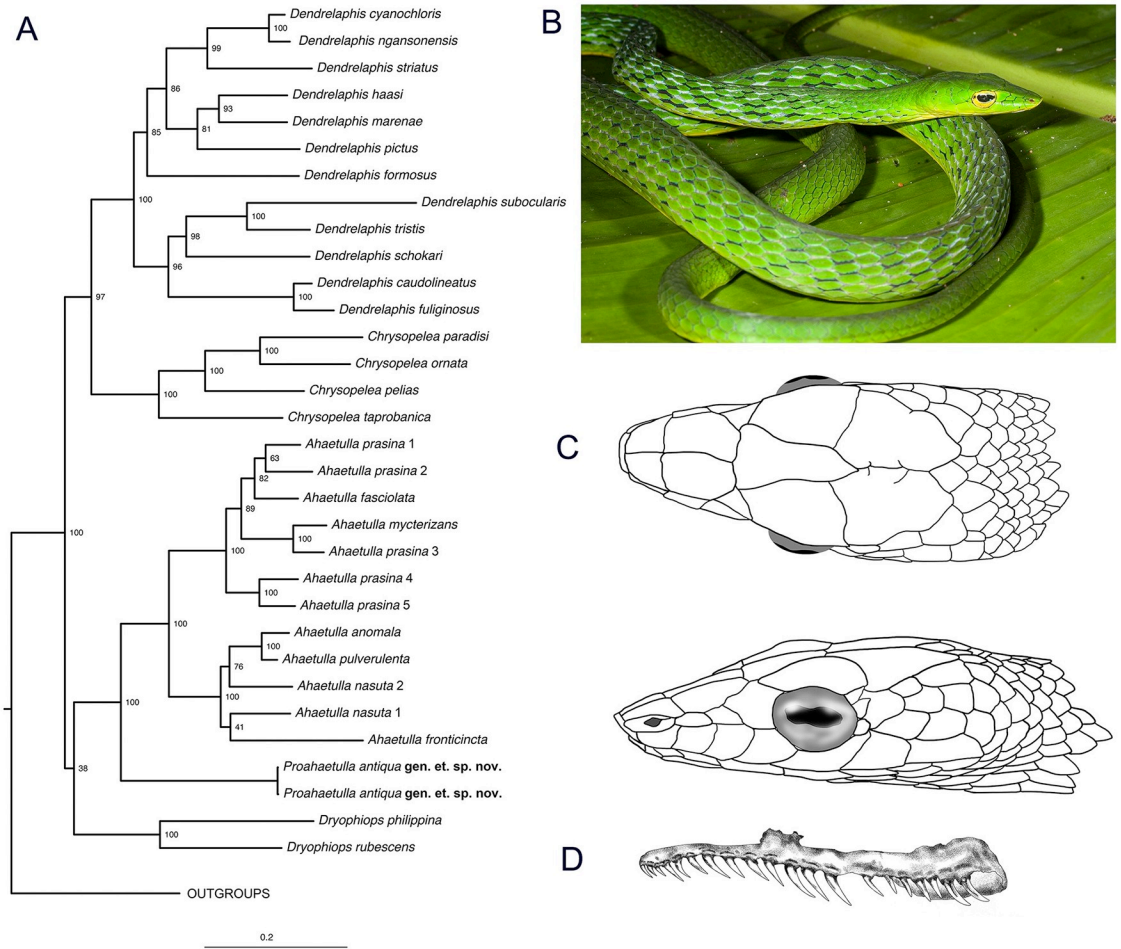 A
Dendrelaphis cyanochloris
100
Dendrelaphis ngansonensis
99
Dendrelaphis striatus
86
Dendrelaphis haasi
93
Dendrelaphis marenae
81
85
Dendrelaphis pictus
Dendrelaphis formosus
100
Dendrelaphis subocularis
100
Dendrelaphis tristis
98
Dendrelaphis schokari
96
Dendrelaphis caudolineatus
100
Dendrelaphis fuliginosus
97
Chrysopelea paradisi
100
Chrysopelea ornata
100
Chrysopelea pelias
100
Chrysopelea taprobanica
Ahaetulla prasina 1
63
Ahaetulla prasina 2
82
Ahaetulla fasciolata
89
Ahaetulla mycterizans
100
Ahaetulla prasina 3
100
Ahaetulla prasina 4
100
Ahaetulla prasina 5
100
100
Ahaetulla anomala
100
Ahaetulla pulverulenta
76
Ahaetulla nasuta 2
100
Ahaetulla nasuta 1
41
Ahaetulla fronticincta
100
Proahaetulla antiqua gen. et. sp. nov.
Proahaetulla antiqua gen. et. sp. nov.
38
Dryophiops philippina
100
Dryophiops rubescens
OUTGROUPS
0.2
B
C
D